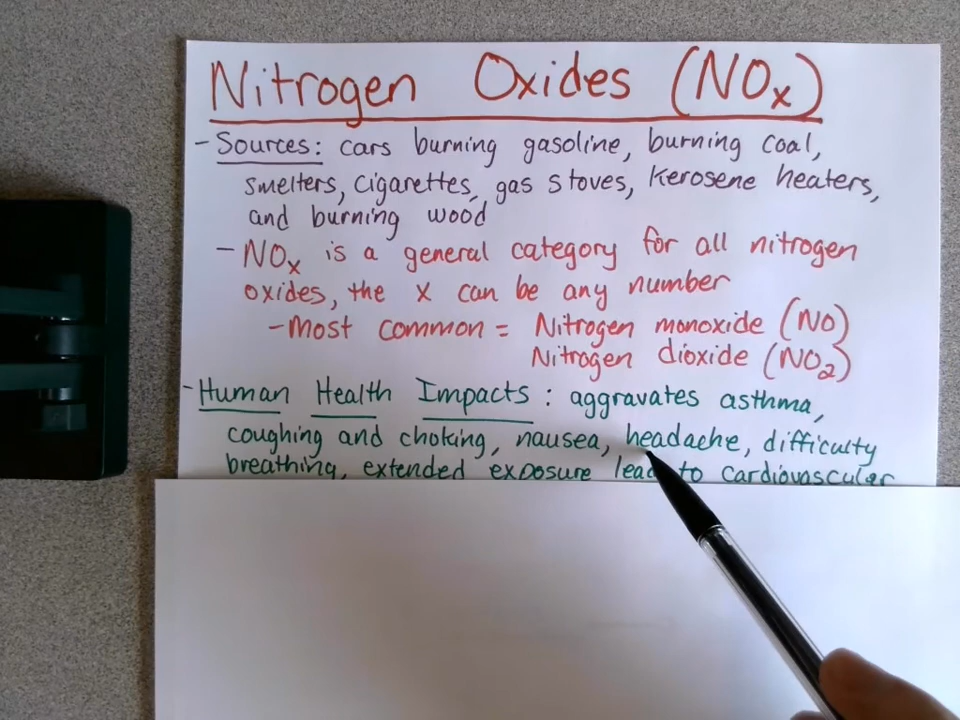 Nitrogen Oxides (NOx)
- Sources: cars burning gasoline, burning coal,
smelters, cigarettes, gas stoves, kerosene heaters,
and burning wood
- NOx is a general category for all nitrogen
oxides, the x can be any number
- Most common = Nitrogen monoxide (NO)
Nitrogen dioxide (NO2)
- Human Health Impacts : aggravates asthma,
coughing and choking, nausea, headache, difficulty
breathing, extended exposure lead to cardiovascular